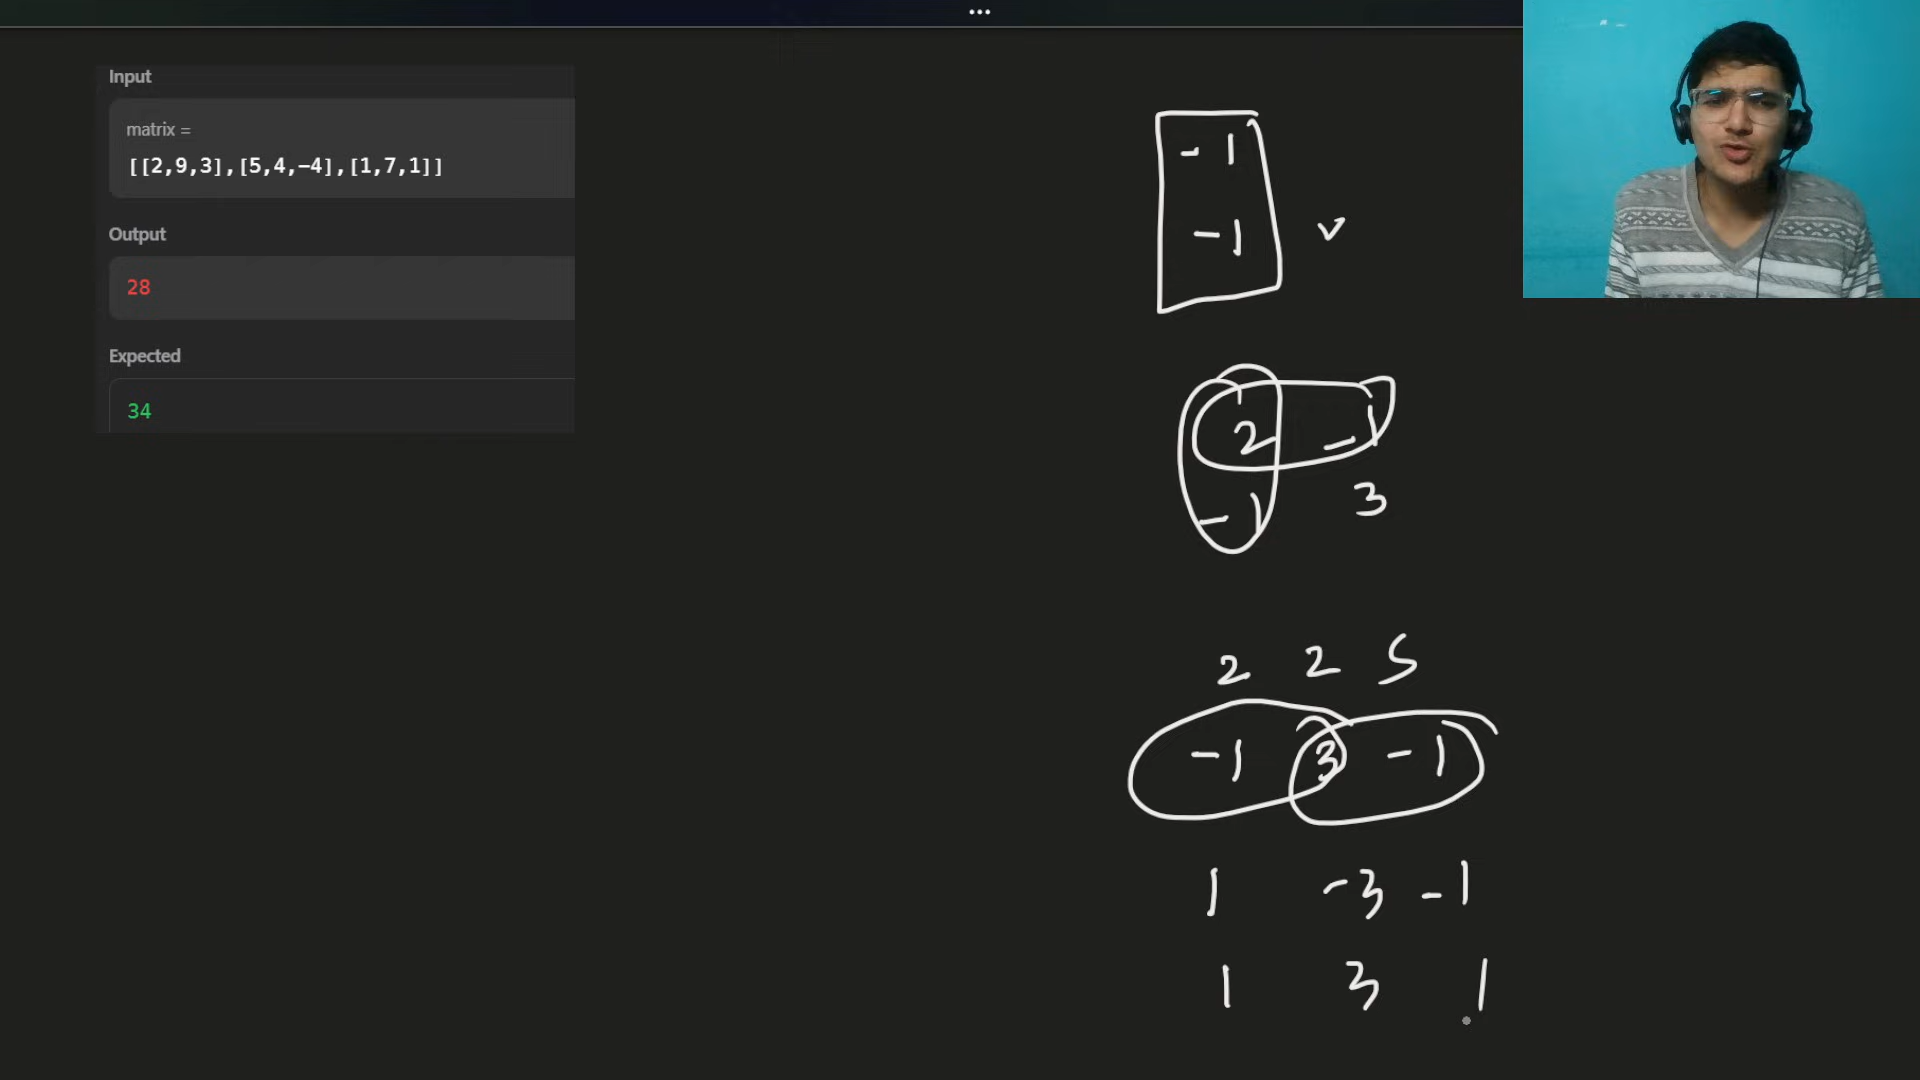 Input
matrix =
[[2,9,3],[5,4,−4],[1,7,1]]
Output
28
Expected
34
-1
-1
2 -1
-1 3
2 2 5
-1 3 -1
1 -3 -1
1 3 1